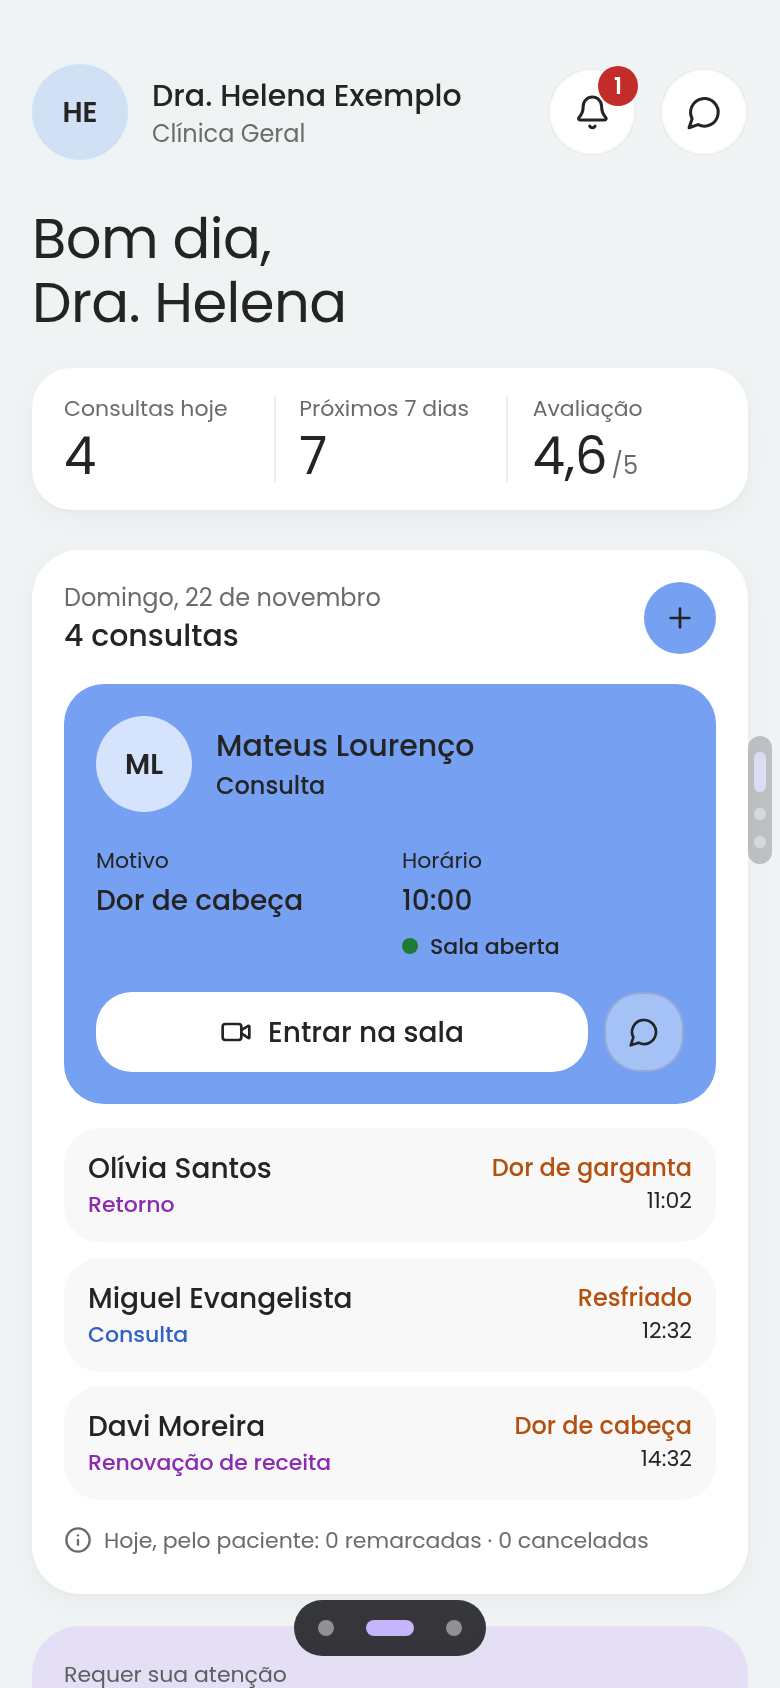 HE
Dra. Helena Exemplo
Clínica Geral
1
Bom dia,
Dra. Helena
Consultas hoje
4
Próximos 7 dias
7
Avaliação
4,6 /5
Domingo, 22 de novembro
4 consultas
ML
Mateus Lourenço
Consulta
Motivo
Dor de cabeça
Horário
10:00
Sala aberta
Entrar na sala
Olívia Santos
Retorno
Dor de garganta
11:02
Miguel Evangelista
Consulta
Resfriado
12:32
Davi Moreira
Renovação de receita
Dor de cabeça
14:32
Hoje, pelo paciente: 0 remarcadas · 0 canceladas
Requer sua atenção